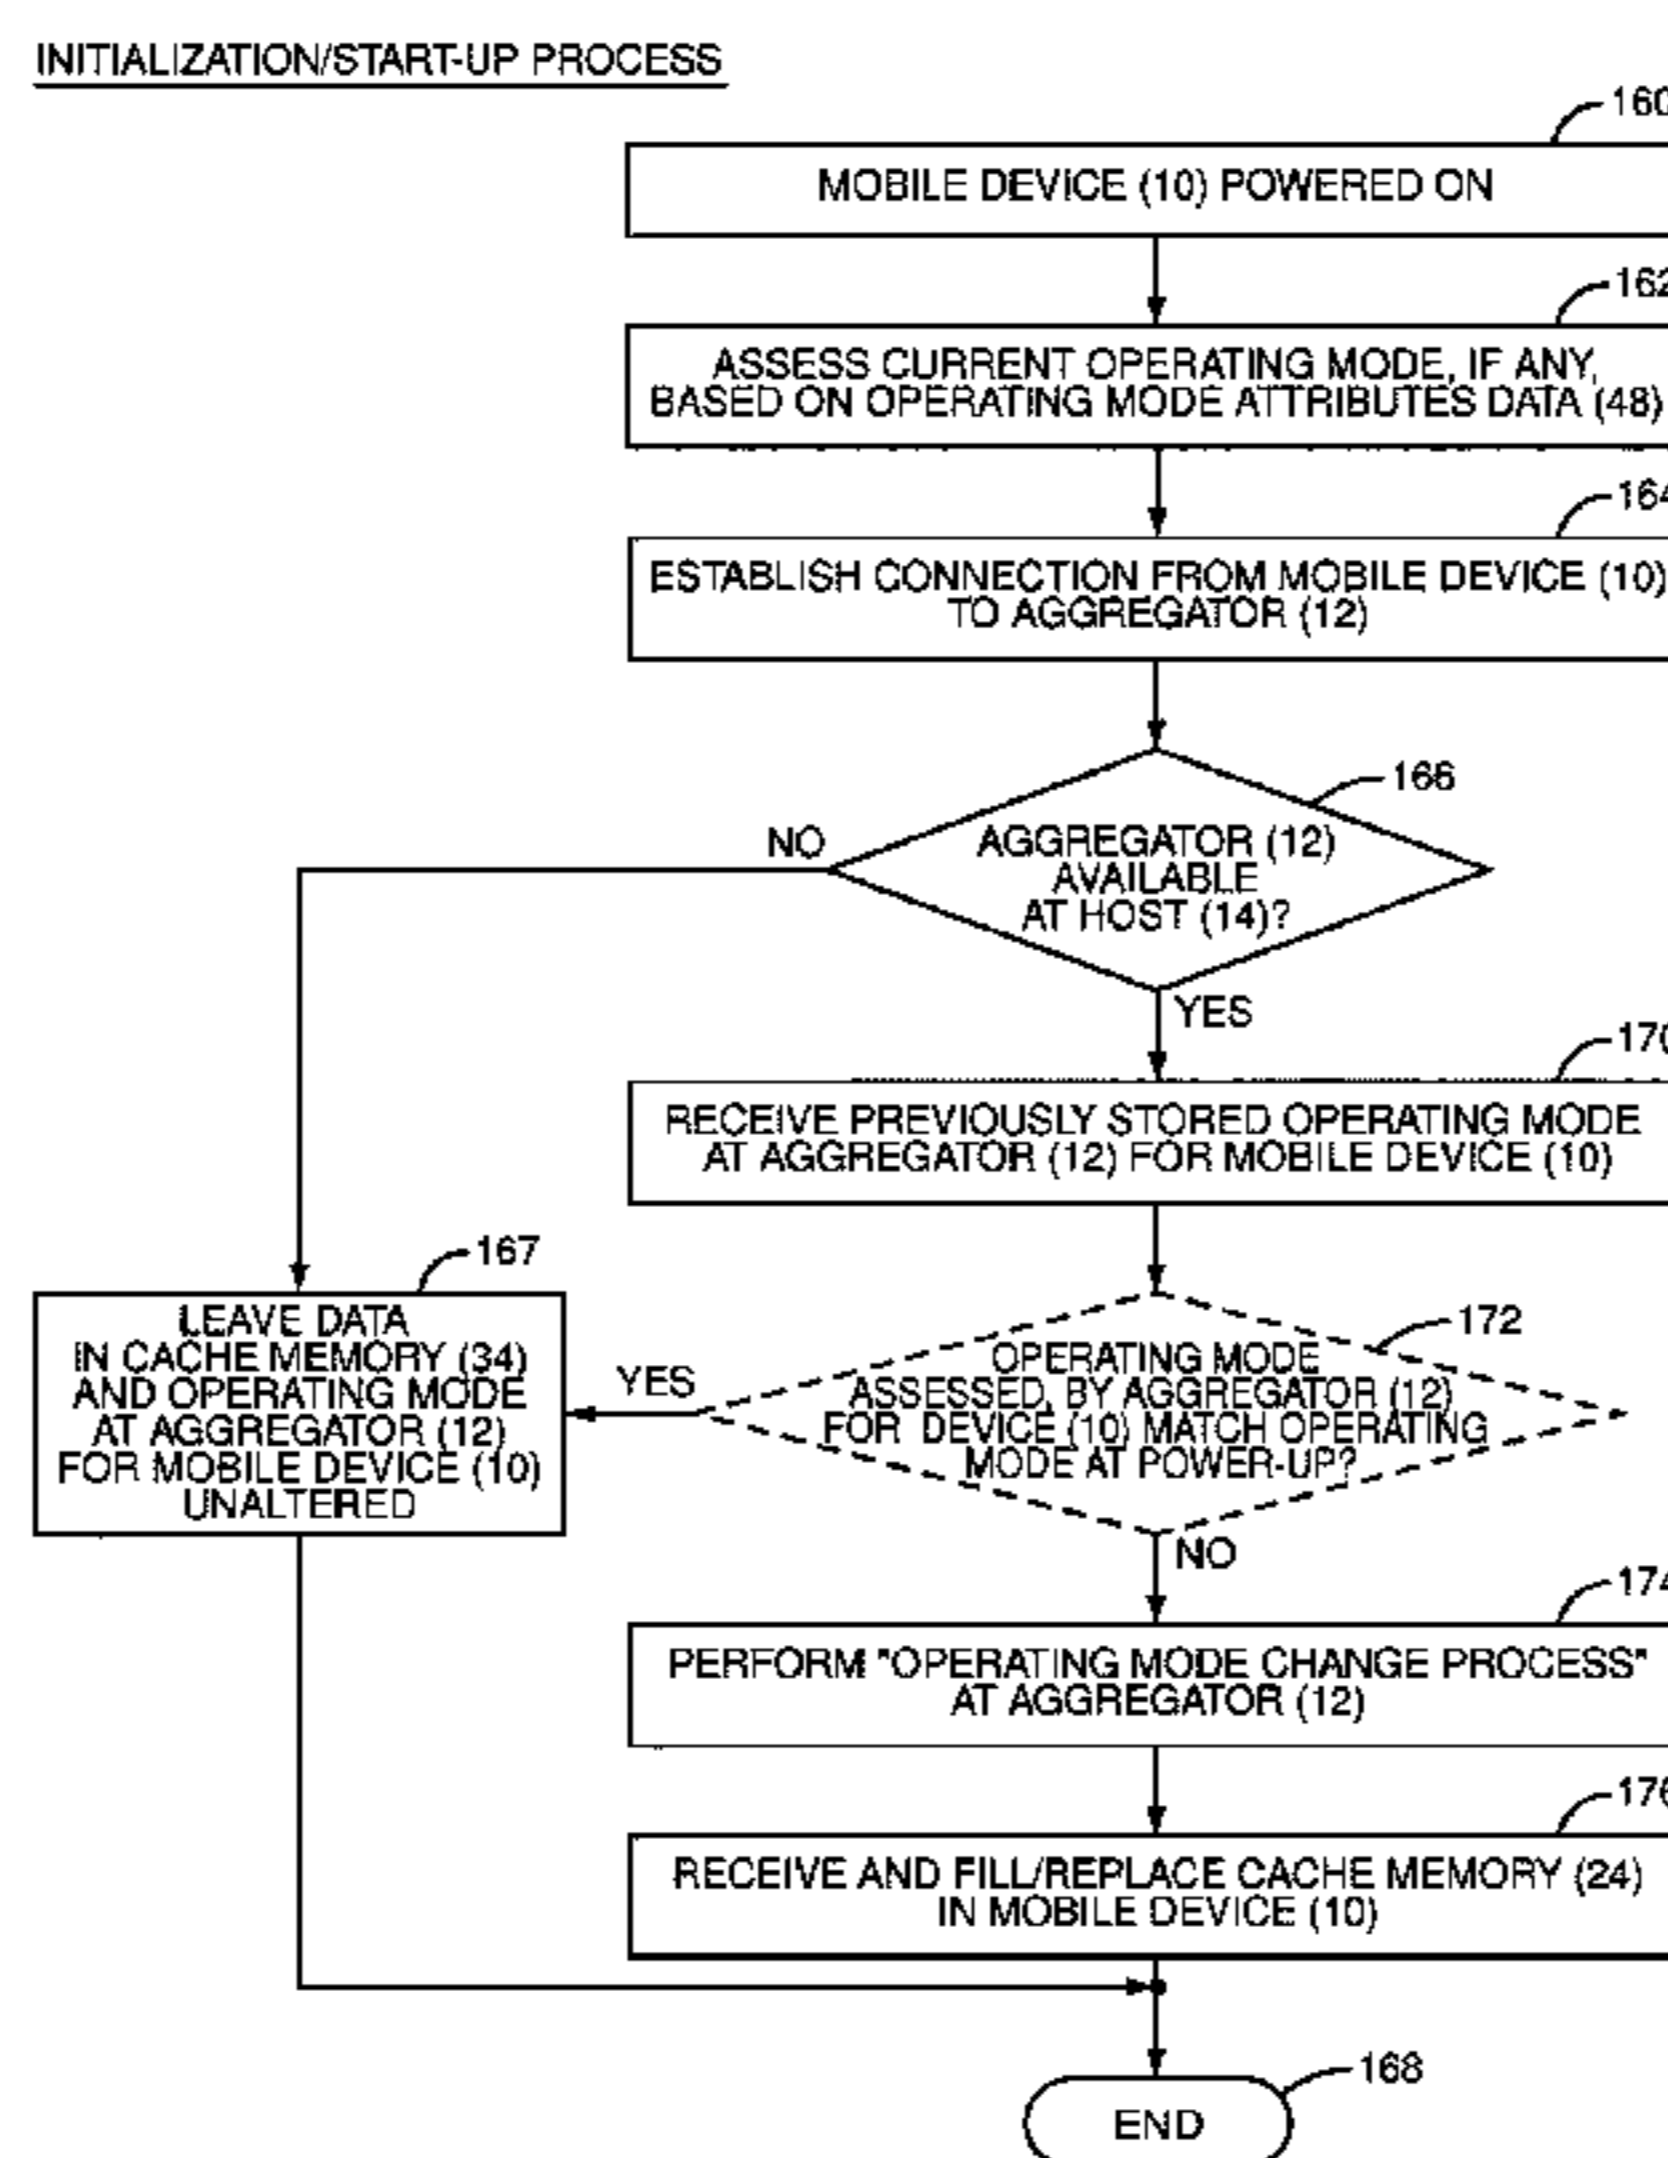 INITIALIZATION/START-UP PROCESS
160
MOBILE DEVICE (10) POWERED ON
162
ASSESS CURRENT OPERATING MODE, IF ANY,
BASED ON OPERATING MODE ATTRIBUTES DATA (48)
164
ESTABLISH CONNECTION FROM MOBILE DEVICE (10)
TO AGGREGATOR (12)
166
NO
AGGREGATOR (12)
AVAILABLE
AT HOST (14)?
YES
170
RECEIVE PREVIOUSLY STORED OPERATING MODE
AT AGGREGATOR (12) FOR MOBILE DEVICE (10)
167
LEAVE DATA
IN CACHE MEMORY (34)
AND OPERATING MODE
AT AGGREGATOR (12)
FOR MOBILE DEVICE (10)
UNALTERED
172
YES
OPERATING MODE
ASSESSED, BY AGGREGATOR (12)
FOR DEVICE (10) MATCH OPERATING
MODE AT POWER-UP?
NO
174
PERFORM "OPERATING MODE CHANGE PROCESS"
AT AGGREGATOR (12)
176
RECEIVE AND FILL/REPLACE CACHE MEMORY (24)
IN MOBILE DEVICE (10)
168
END